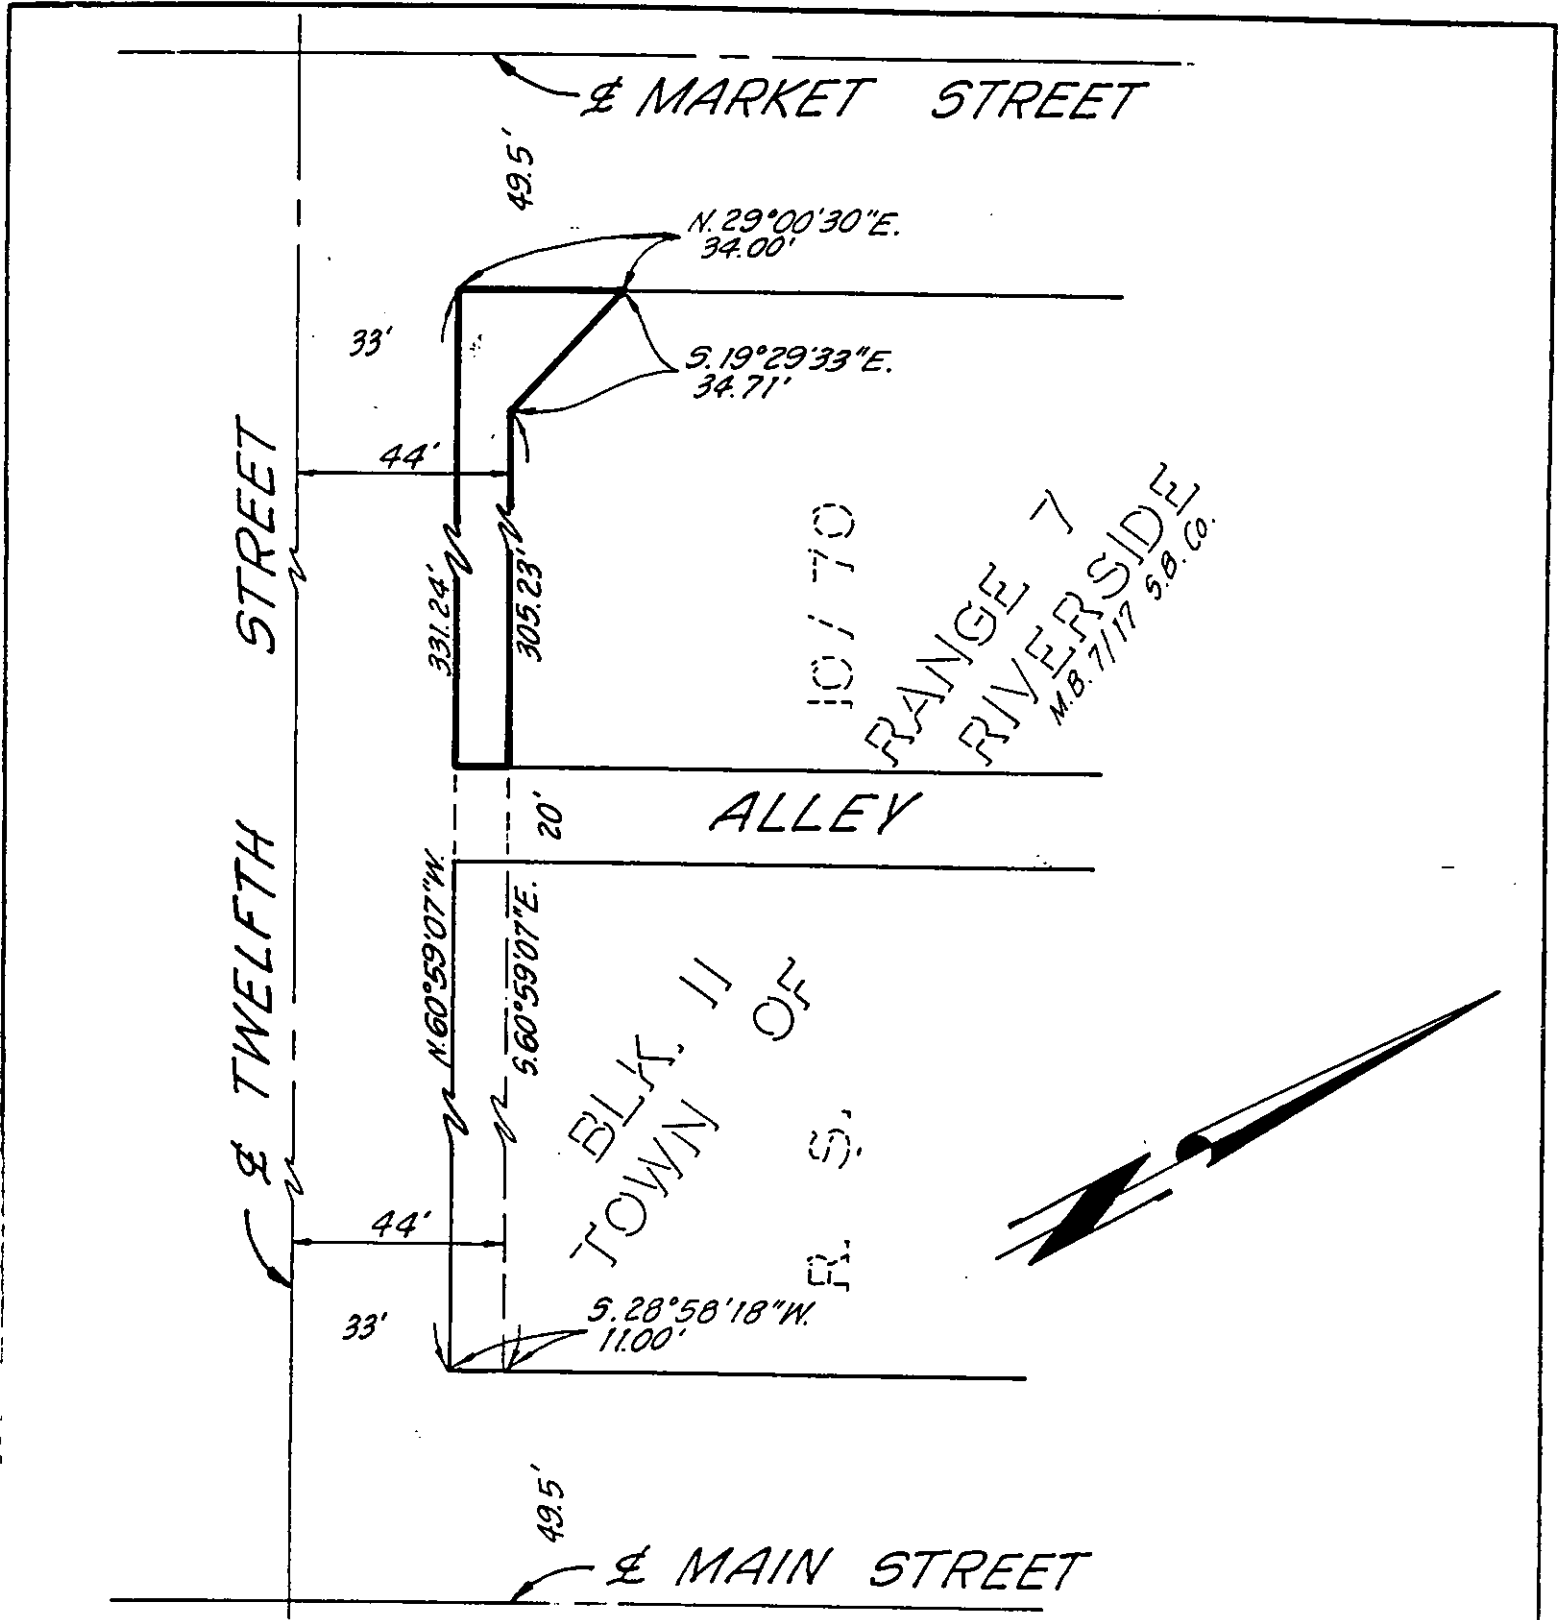 ℄ MARKET STREET
49.5'
N. 29°00'30"E.
34.00'
33'
S. 19°29'33"E.
34.71'
44'
℄ TWELFTH STREET
331.24'
305.23'
10 / 70
RANGE 7
RIVERSIDE
M.B. 7/17 S.B. Co.
ALLEY
20'
N. 60°59'07"W.
S. 60°59'07"E.
BLK. 11 OF
TOWN
R. S.
44'
33'
S. 28°58'18"W.
11.00'
49.5'
℄ MAIN STREET